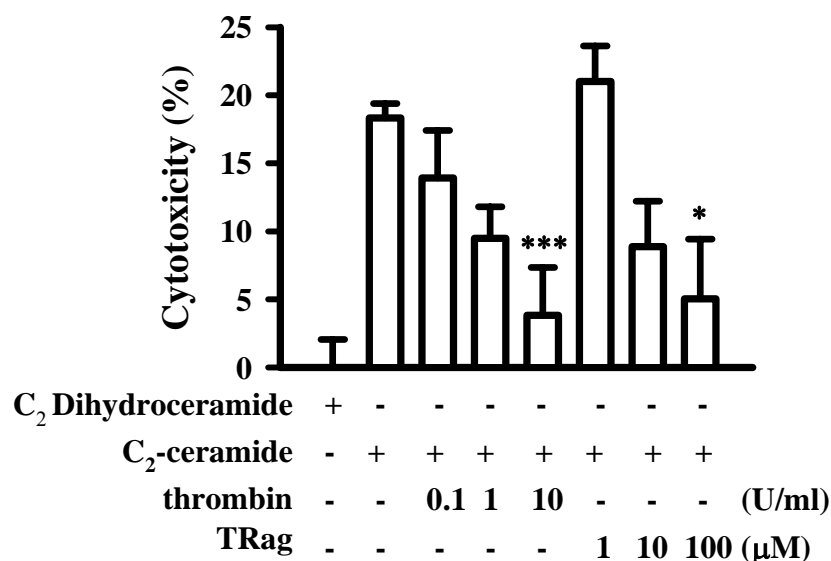 25
20
15
10
5
0
Cytotoxicity (%)
***
*
C₂ Dihydroceramide + - - - - - - -
C₂-ceramide - + + + + + + +
thrombin - - 0.1 1 10 - - - (U/ml)
TRag - - - - - 1 10 100 (μM)